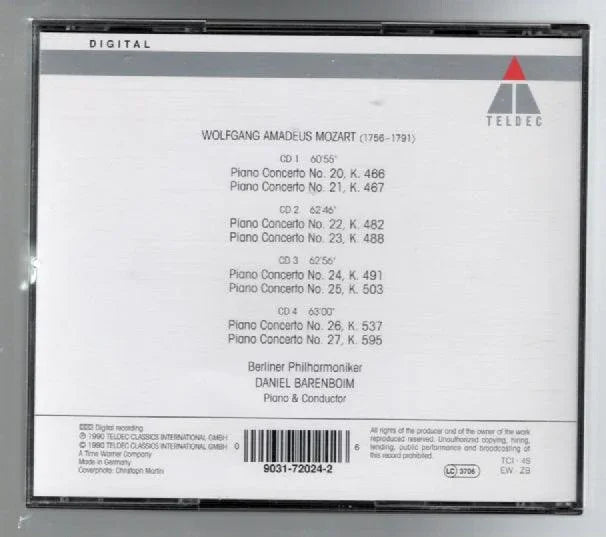 DIGITAL
TELDEC
WOLFGANG AMADEUS MOZART (1756-1791)
CD 1 60'55"
Piano Concerto No. 20, K. 466
Piano Concerto No. 21, K. 467
CD 2 62'46'
Piano Concerto No. 22, K. 482
Piano Concerto No. 23, K. 488
CD 3 62'56'
Piano Concerto No. 24, K. 491
Piano Concerto No. 25, K. 503
CD 4 63'00"
Piano Concerto No. 26, K. 537
Piano Concerto No. 27, K. 595
Berliner Philharmoniker
DANIEL BARENBOIM
Piano & Conductor
DDD Digital recording
℗ 1990 TELDEC CLASSICS INTERNATIONAL GMBH
© 1990 TELDEC CLASSICS INTERNATIONAL GMBH
A Time Warner Company
Made in Germany
Coverphoto: Christoph Martin
0 6
9031-72024-2
All rights of the producer and of the owner of the work
reproduced reserved. Unauthorized copying, hiring,
lending, public performance and broadcasting of
this record prohibited.
LC 3706
TCI · 4S
EW · ZB